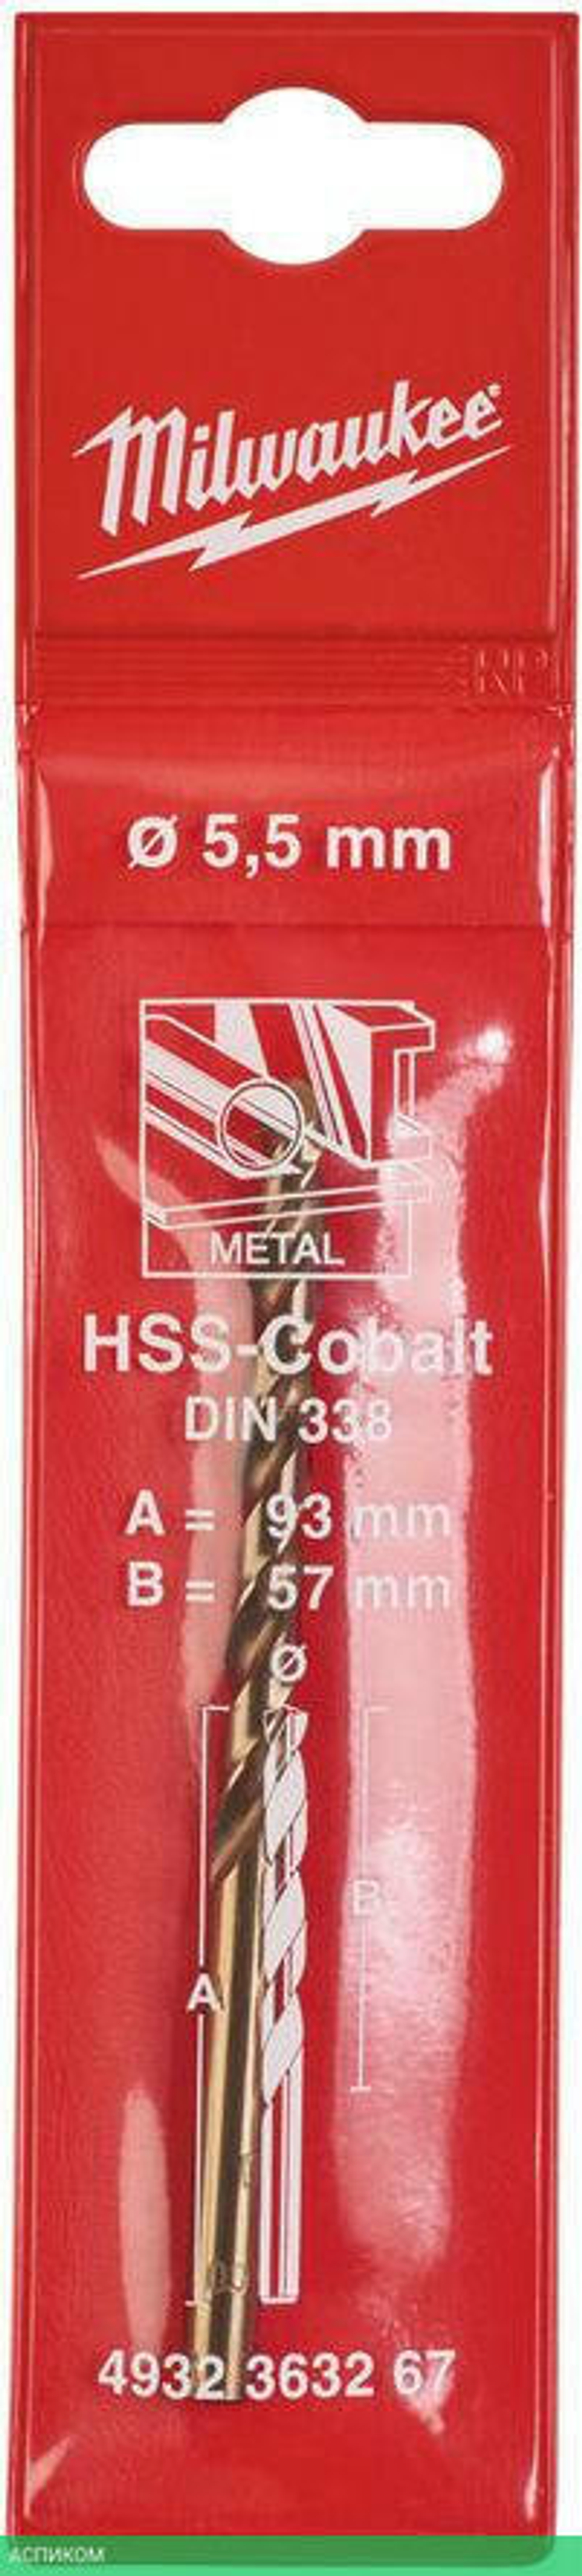 Milwaukee
Ø 5,5 mm
METAL
HSS-Cobalt
DIN 338
A = 93 mm
B = 57 mm
Ø
B
A
4932 3632 67
АСПИКОМ